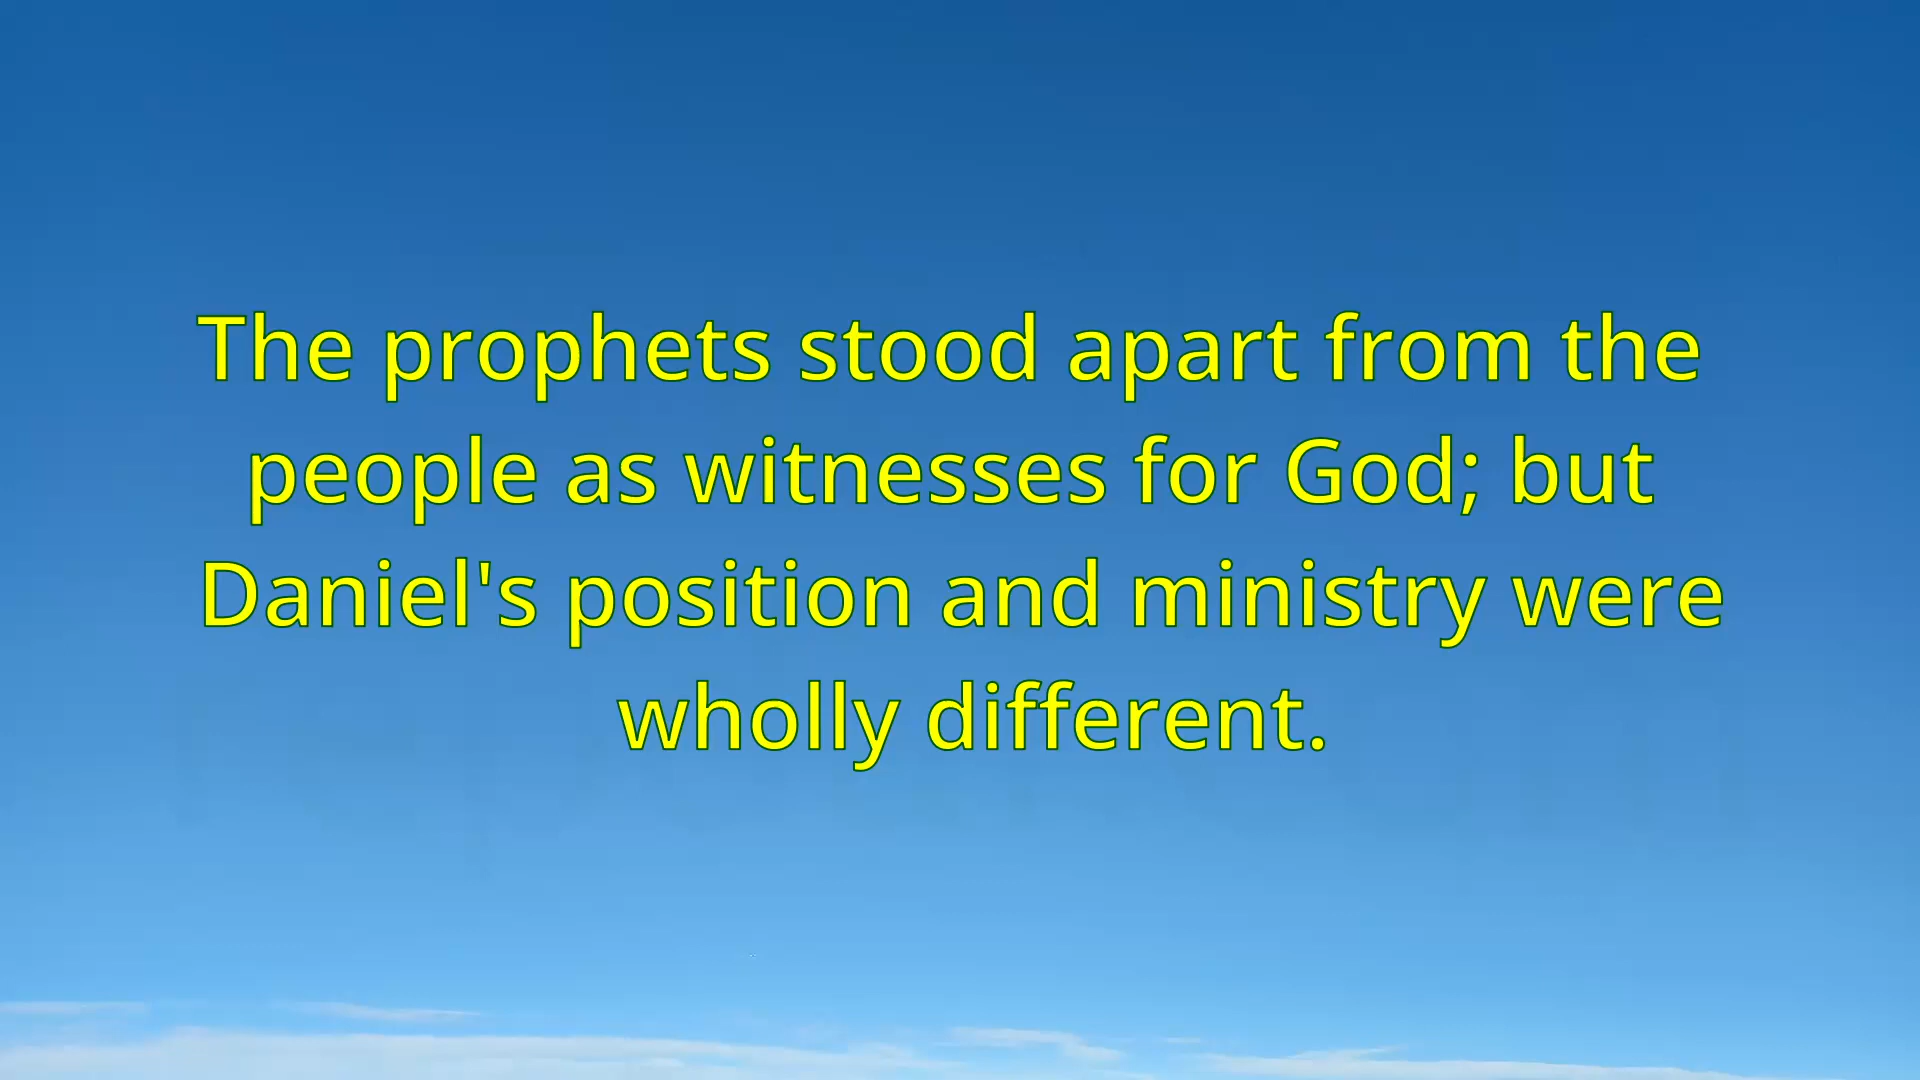 The prophets stood apart from the
people as witnesses for God; but
Daniel's position and ministry were
wholly different.